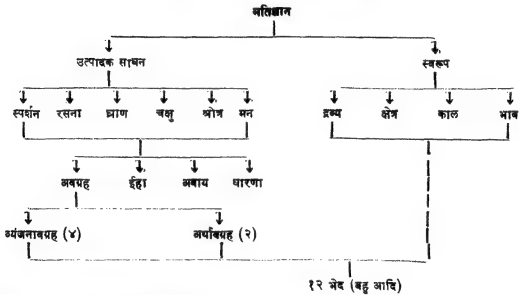 मतिज्ञान
उत्पादक साधन स्वरूप
स्पर्शन रसना घ्राण चक्षु श्रोत्र मन द्रव्य क्षेत्र काल भाव
अवग्रह ईहा अवाय धारणा
व्यंजनावग्रह (४) अर्थावग्रह (२)
१२ भेद (बहु आदि)